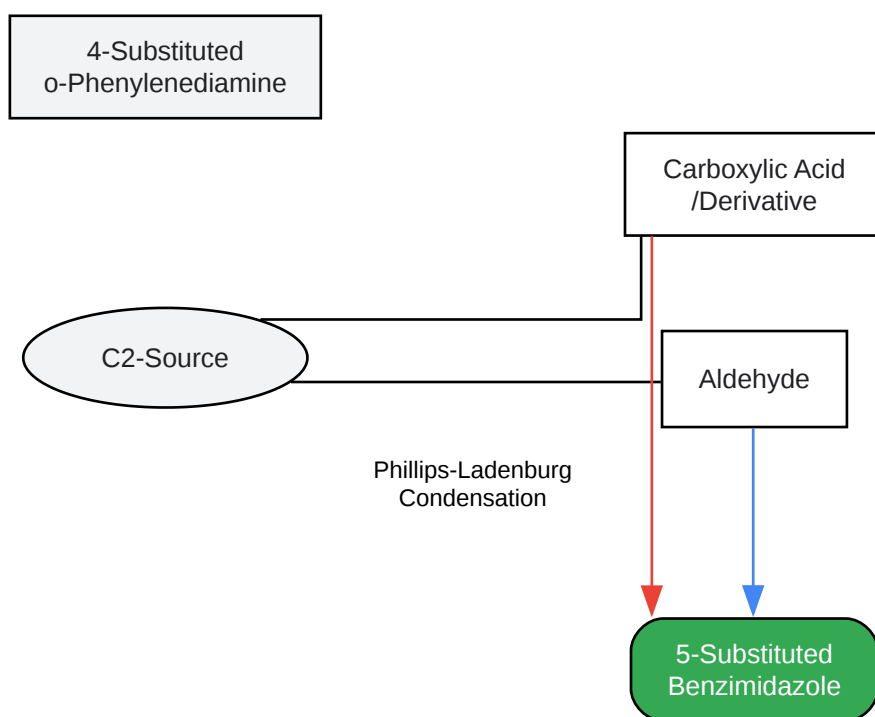 4-Substituted
o-Phenylenediamine
Carboxylic Acid
/Derivative
C2-Source
Aldehyde
Phillips-Ladenburg
Condensation
5-Substituted
Benzimidazole